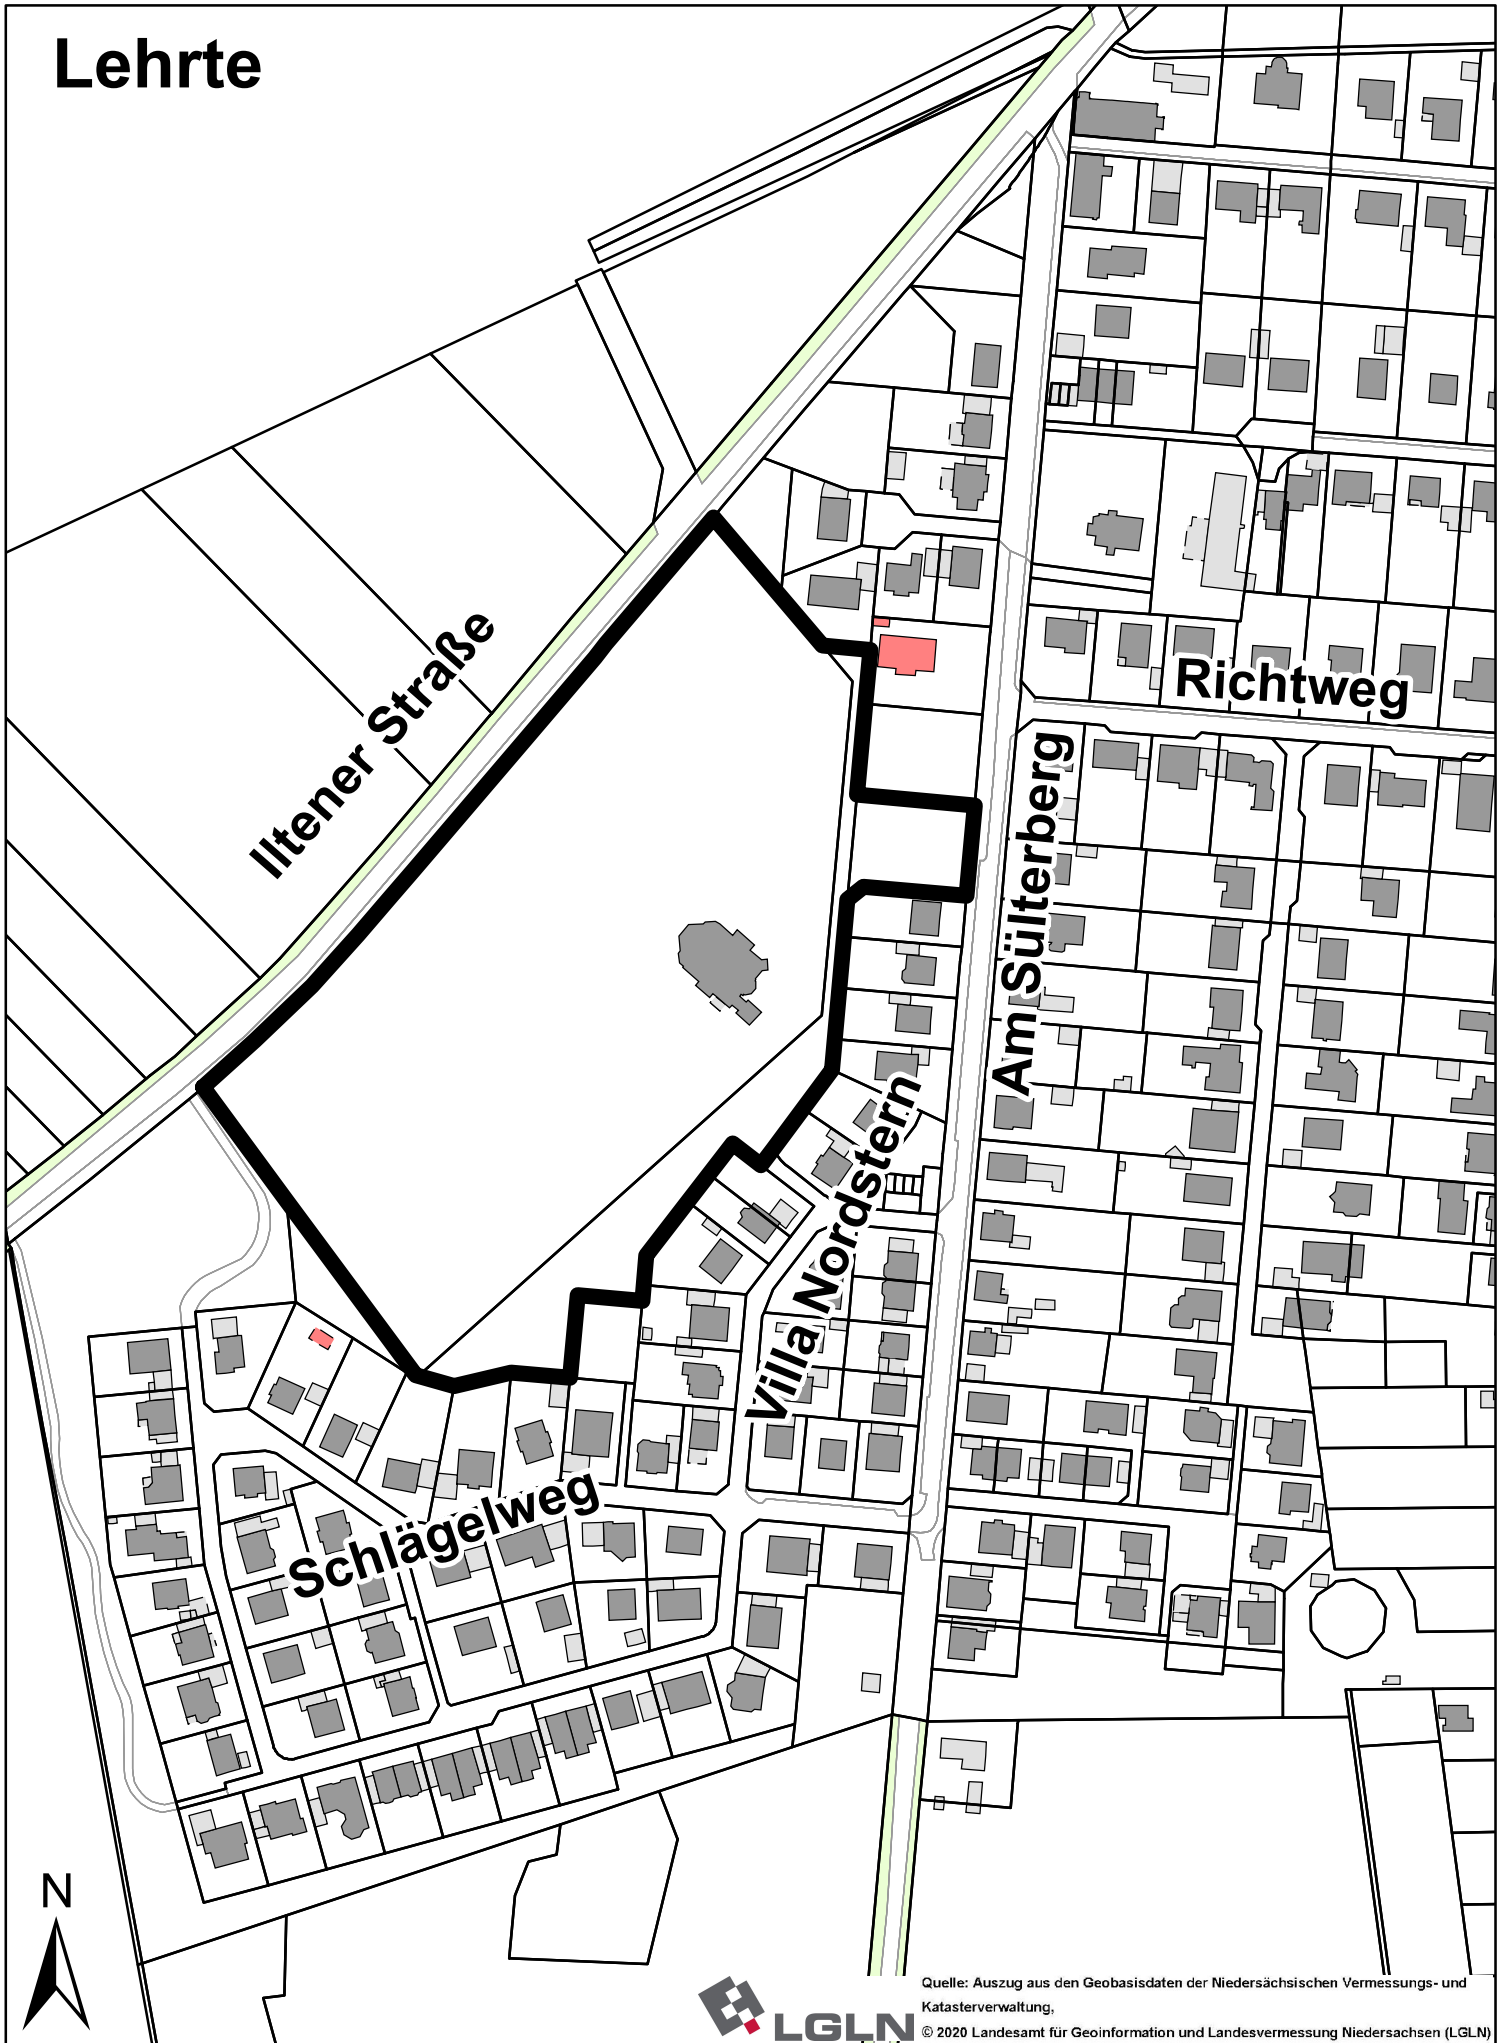 Lehrte
Iltener Straße
Richtweg
Am Sülterberg
Villa Nordstern
Schlägelweg
N
LGLN
Quelle: Auszug aus den Geobasisdaten der Niedersächsischen Vermessungs- und
Katasterverwaltung,
© 2020 Landesamt für Geoinformation und Landesvermessung Niedersachsen (LGLN)